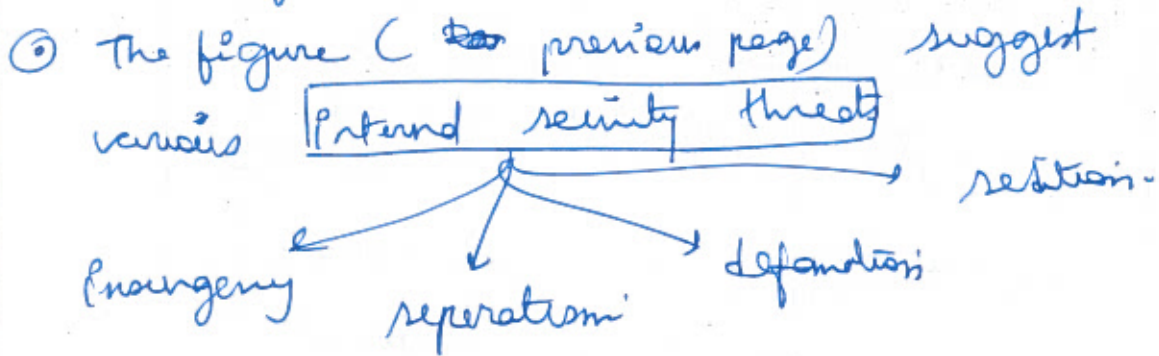 The figure ( previous page) suggest
various Internal security threats
sedition.
Insurgency seperatism defamation